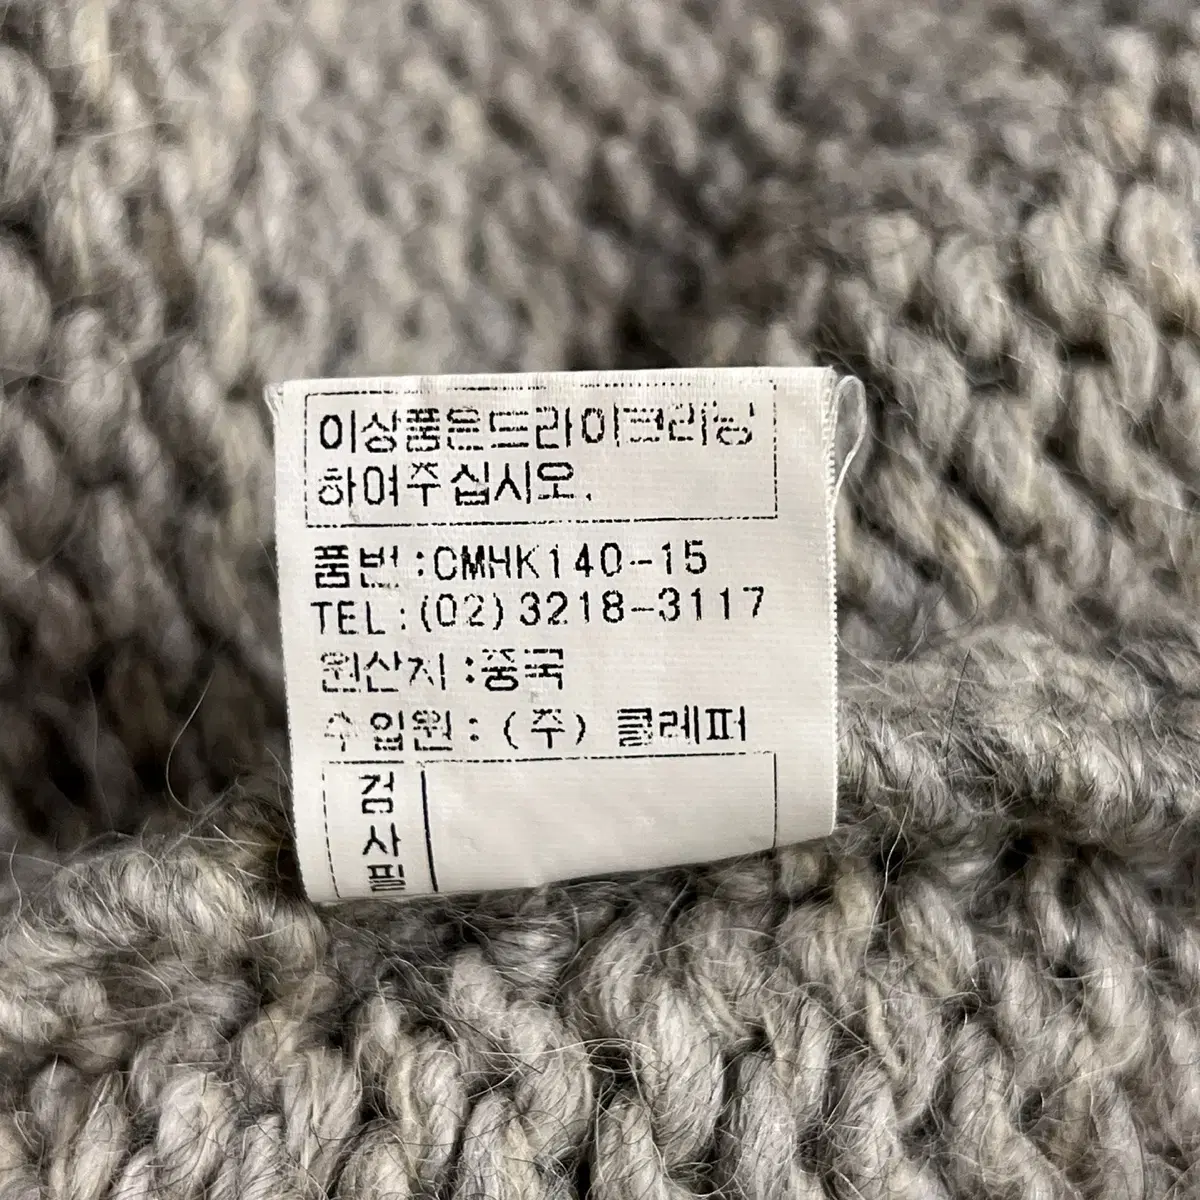 이상품은드라이크리닝
하여주십시오.
품번:CMHK140-15
TEL:(02)3218-3117
원산지:중국
수입원:(주)클레퍼
검
사
필